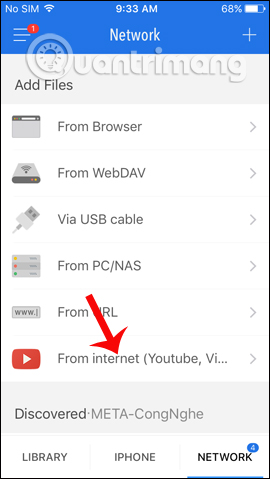 No SIM 9:33 AM 68%
1
Network
Quantrimang
Add Files
From Browser
From WebDAV
Via USB cable
From PC/NAS
www.|
From URL
From internet (Youtube, Vi...
Discovered·META-CongNghe
4
LIBRARY IPHONE NETWORK